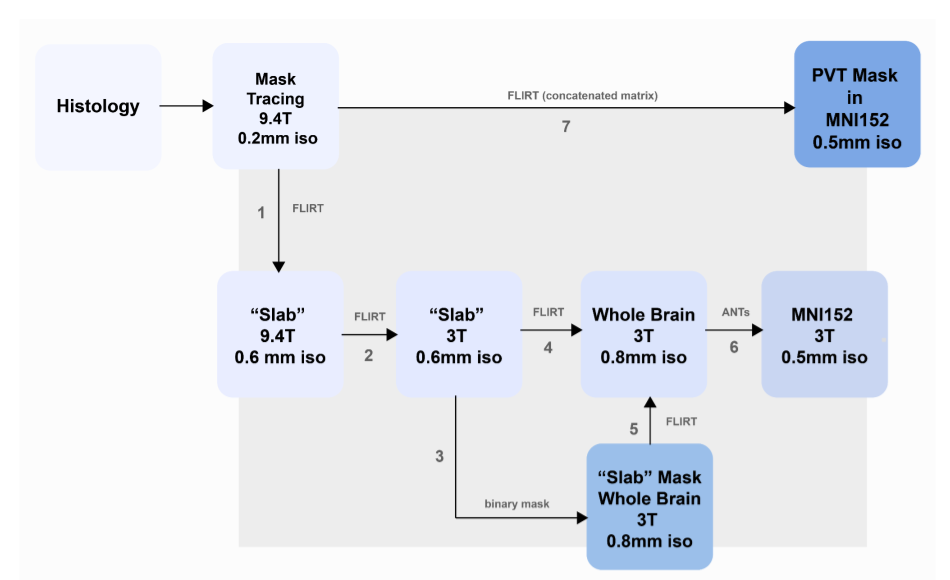 Histology
Mask
Tracing
9.4T
0.2mm iso
FLIRT (concatenated matrix)
7
PVT Mask
in
MNI152
0.5mm iso
1
FLIRT
“Slab”
9.4T
0.6 mm iso
FLIRT
2
“Slab”
3T
0.6mm iso
FLIRT
4
Whole Brain
3T
0.8mm iso
ANTs
6
MNI152
3T
0.5mm iso
3
binary mask
5
FLIRT
“Slab” Mask
Whole Brain
3T
0.8mm iso